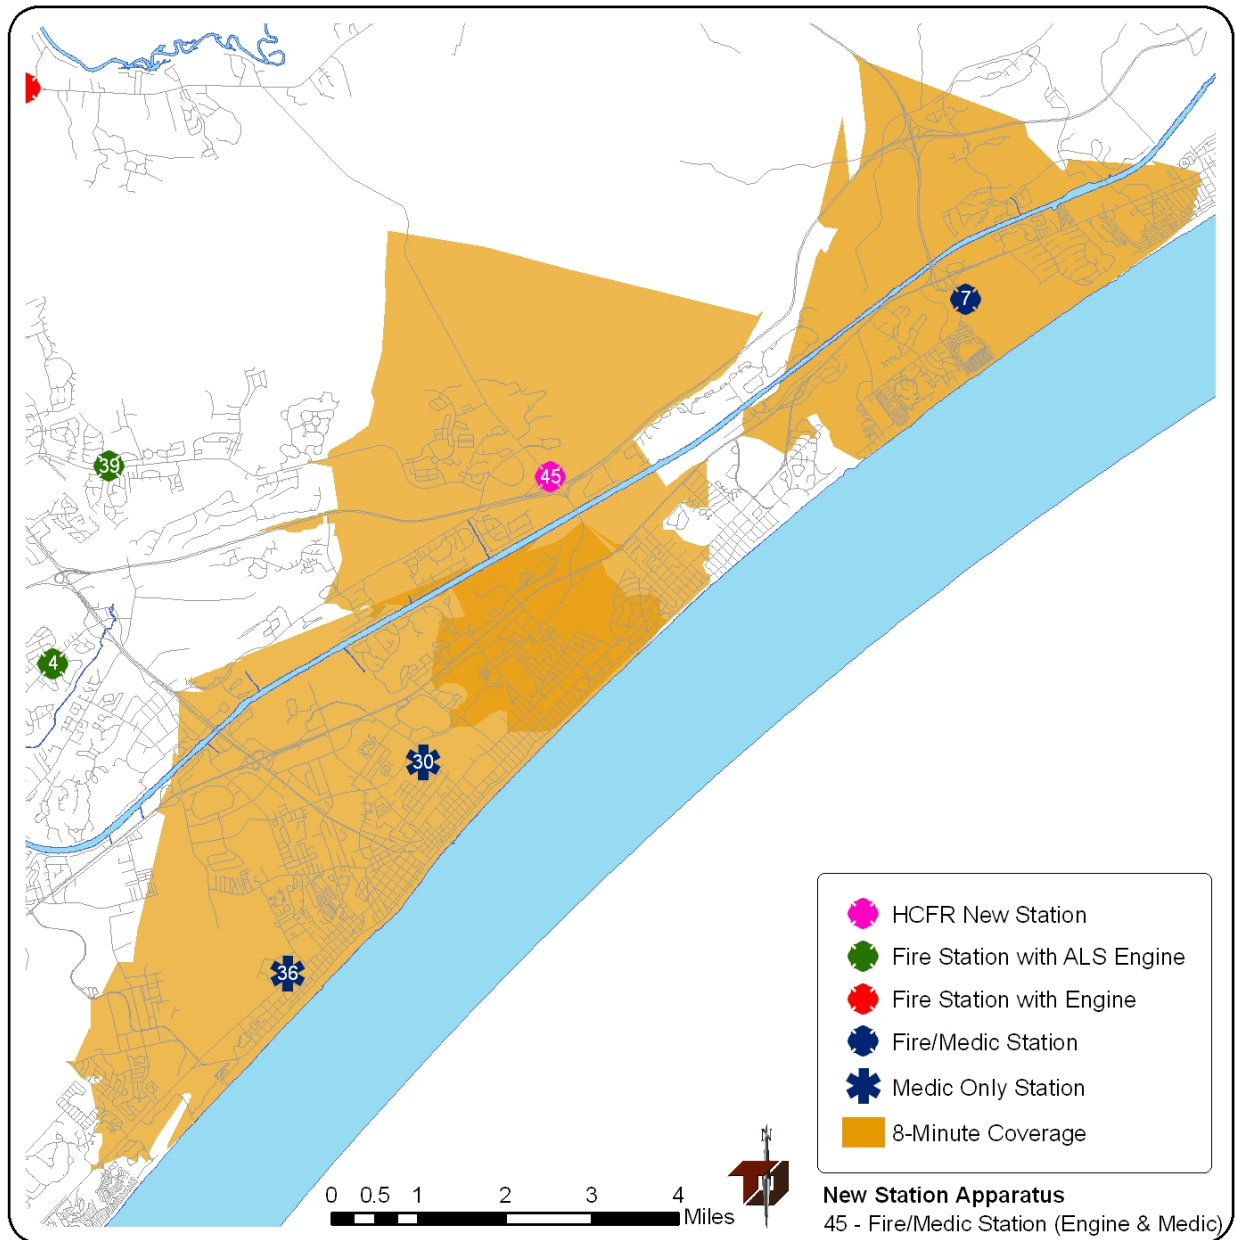 7
39
45
4
30
36
HCFR New Station
Fire Station with ALS Engine
Fire Station with Engine
Fire/Medic Station
Medic Only Station
8-Minute Coverage
N
0 0.5 1 2 3 4
Miles
New Station Apparatus
45 - Fire/Medic Station (Engine & Medic)